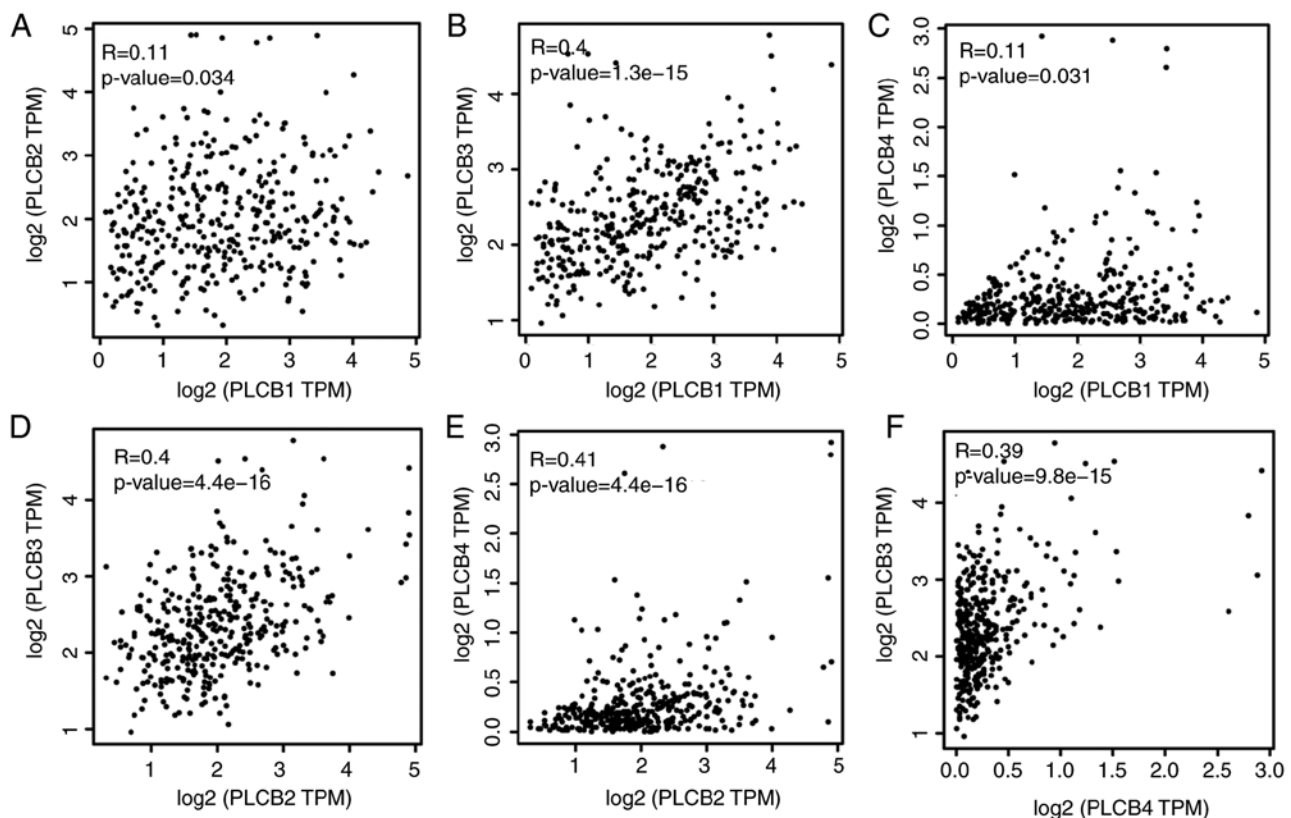 A
R=0.11
p-value=0.034
log2 (PLCB2 TPM)
5
4
3
2
1
0 1 2 3 4 5
log2 (PLCB1 TPM)
B
R=0.4
p-value=1.3e−15
log2 (PLCB3 TPM)
4
3
2
1
0 1 2 3 4 5
log2 (PLCB1 TPM)
C
R=0.11
p-value=0.031
log2 (PLCB4 TPM)
3.0
2.5
2.0
1.5
1.0
0.5
0.0
0 1 2 3 4 5
log2 (PLCB1 TPM)
D
R=0.4
p-value=4.4e−16
log2 (PLCB3 TPM)
4
3
2
1
1 2 3 4 5
log2 (PLCB2 TPM)
E
R=0.41
p-value=4.4e−16
log2 (PLCB4 TPM)
3.0
2.5
2.0
1.5
1.0
0.5
0.0
1 2 3 4 5
log2 (PLCB2 TPM)
F
R=0.39
p-value=9.8e−15
log2 (PLCB3 TPM)
4
3
2
1
0.0 0.5 1.0 1.5 2.0 2.5 3.0
log2 (PLCB4 TPM)